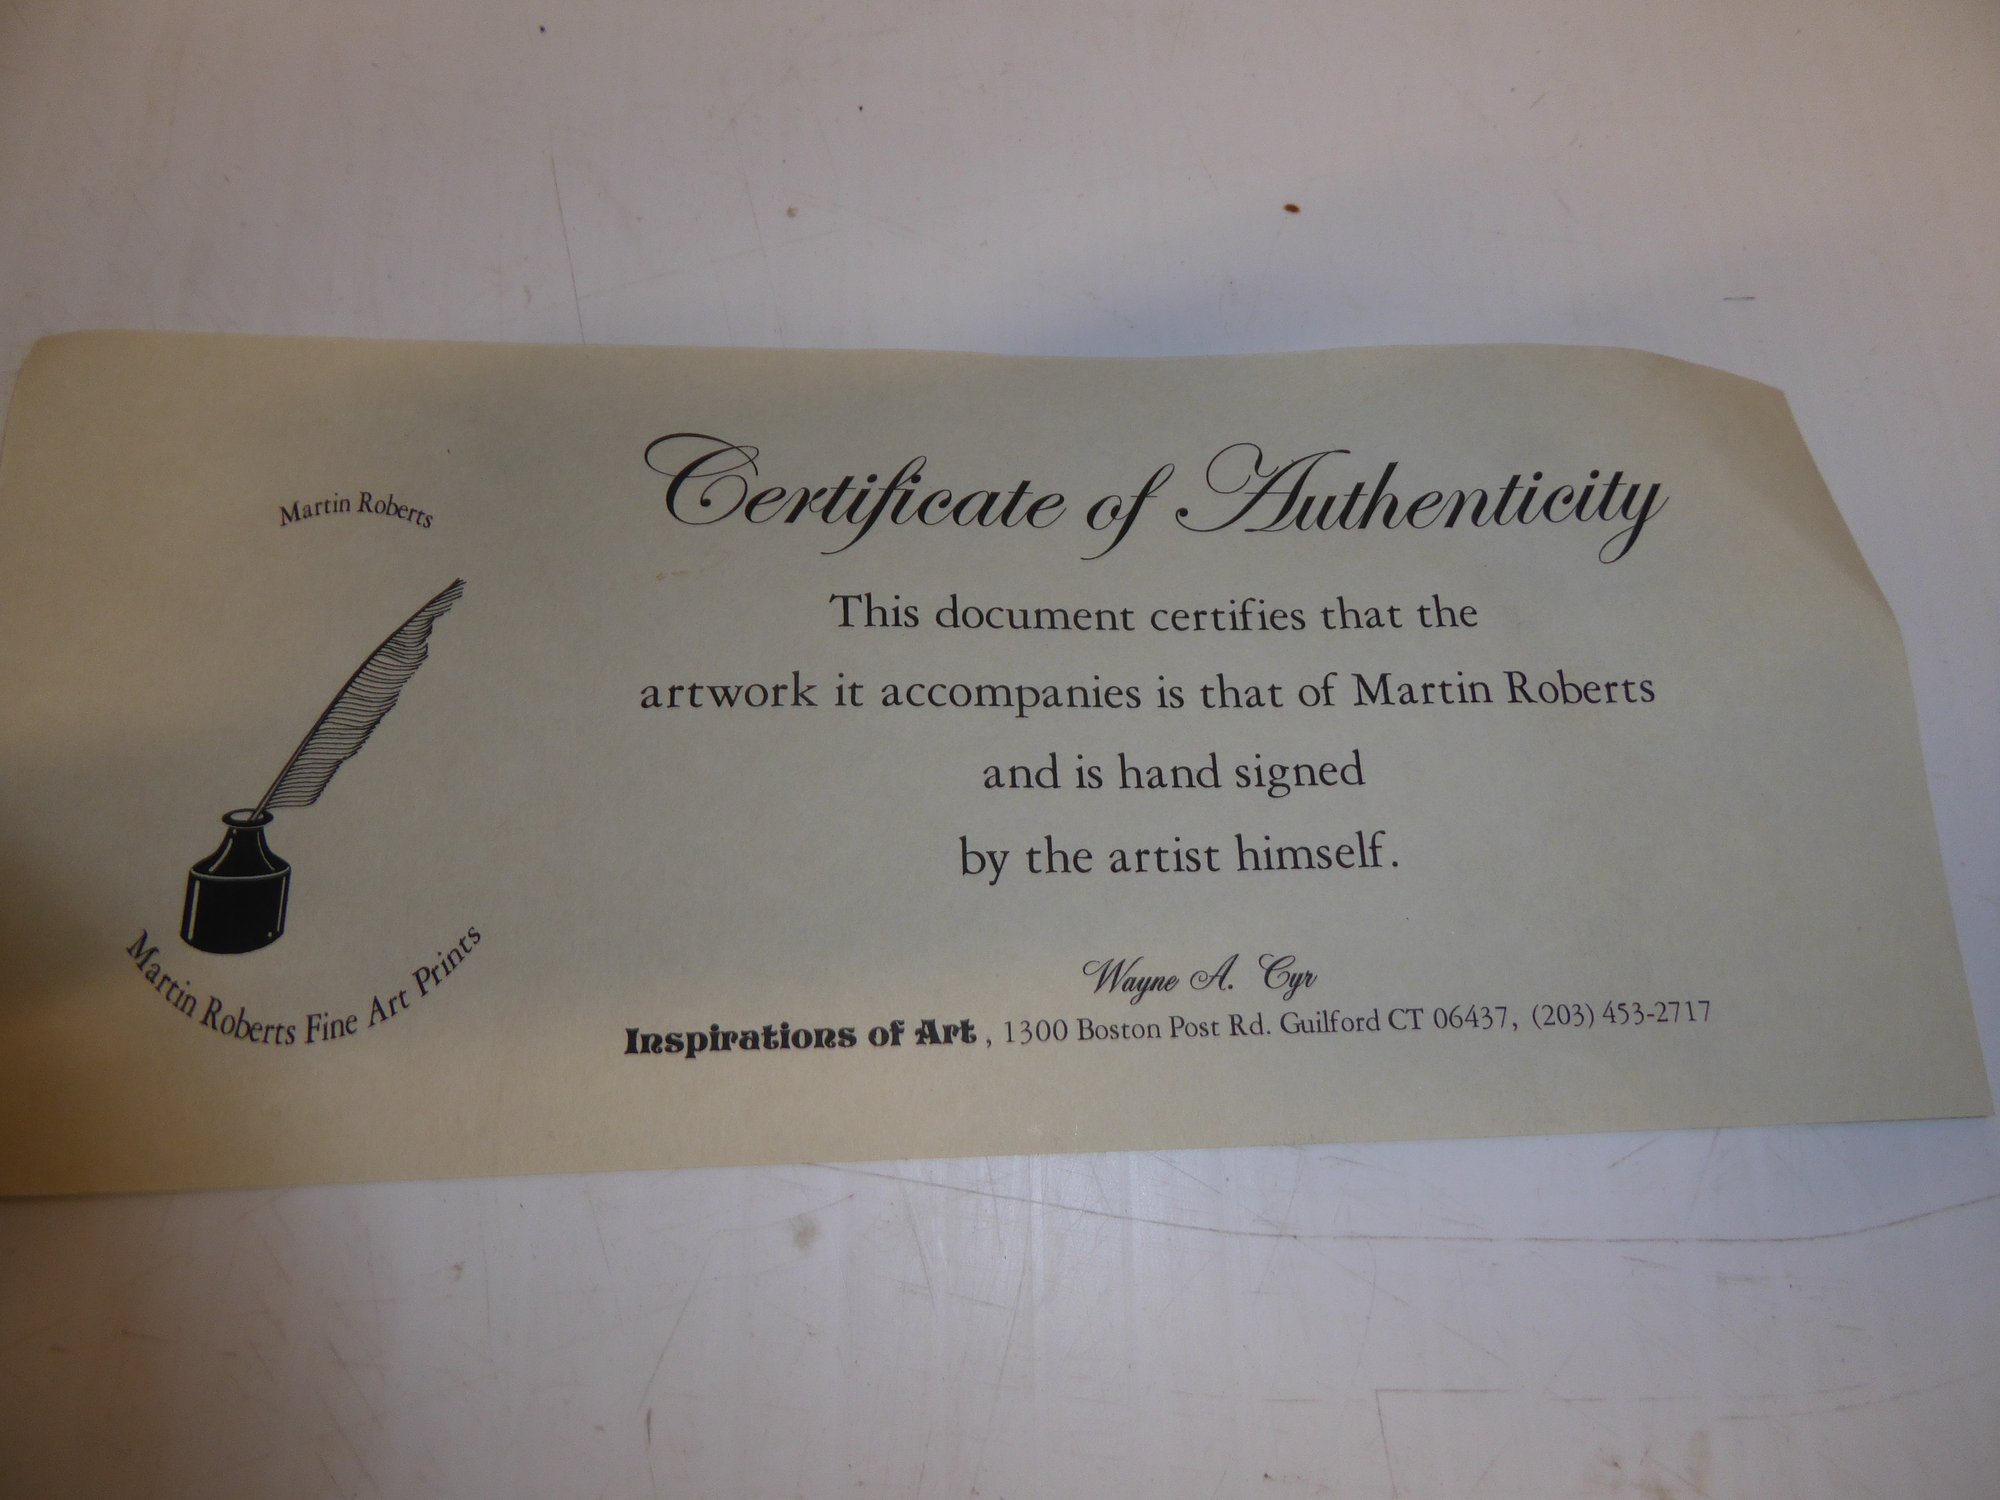 Martin Roberts
Martin Roberts Fine Art Prints
Certificate of Authenticity
This document certifies that the
artwork it accompanies is that of Martin Roberts
and is hand signed
by the artist himself.
Wayne A. Cyr
Inspirations of Art, 1300 Boston Post Rd. Guilford CT 06437, (203) 453-2717